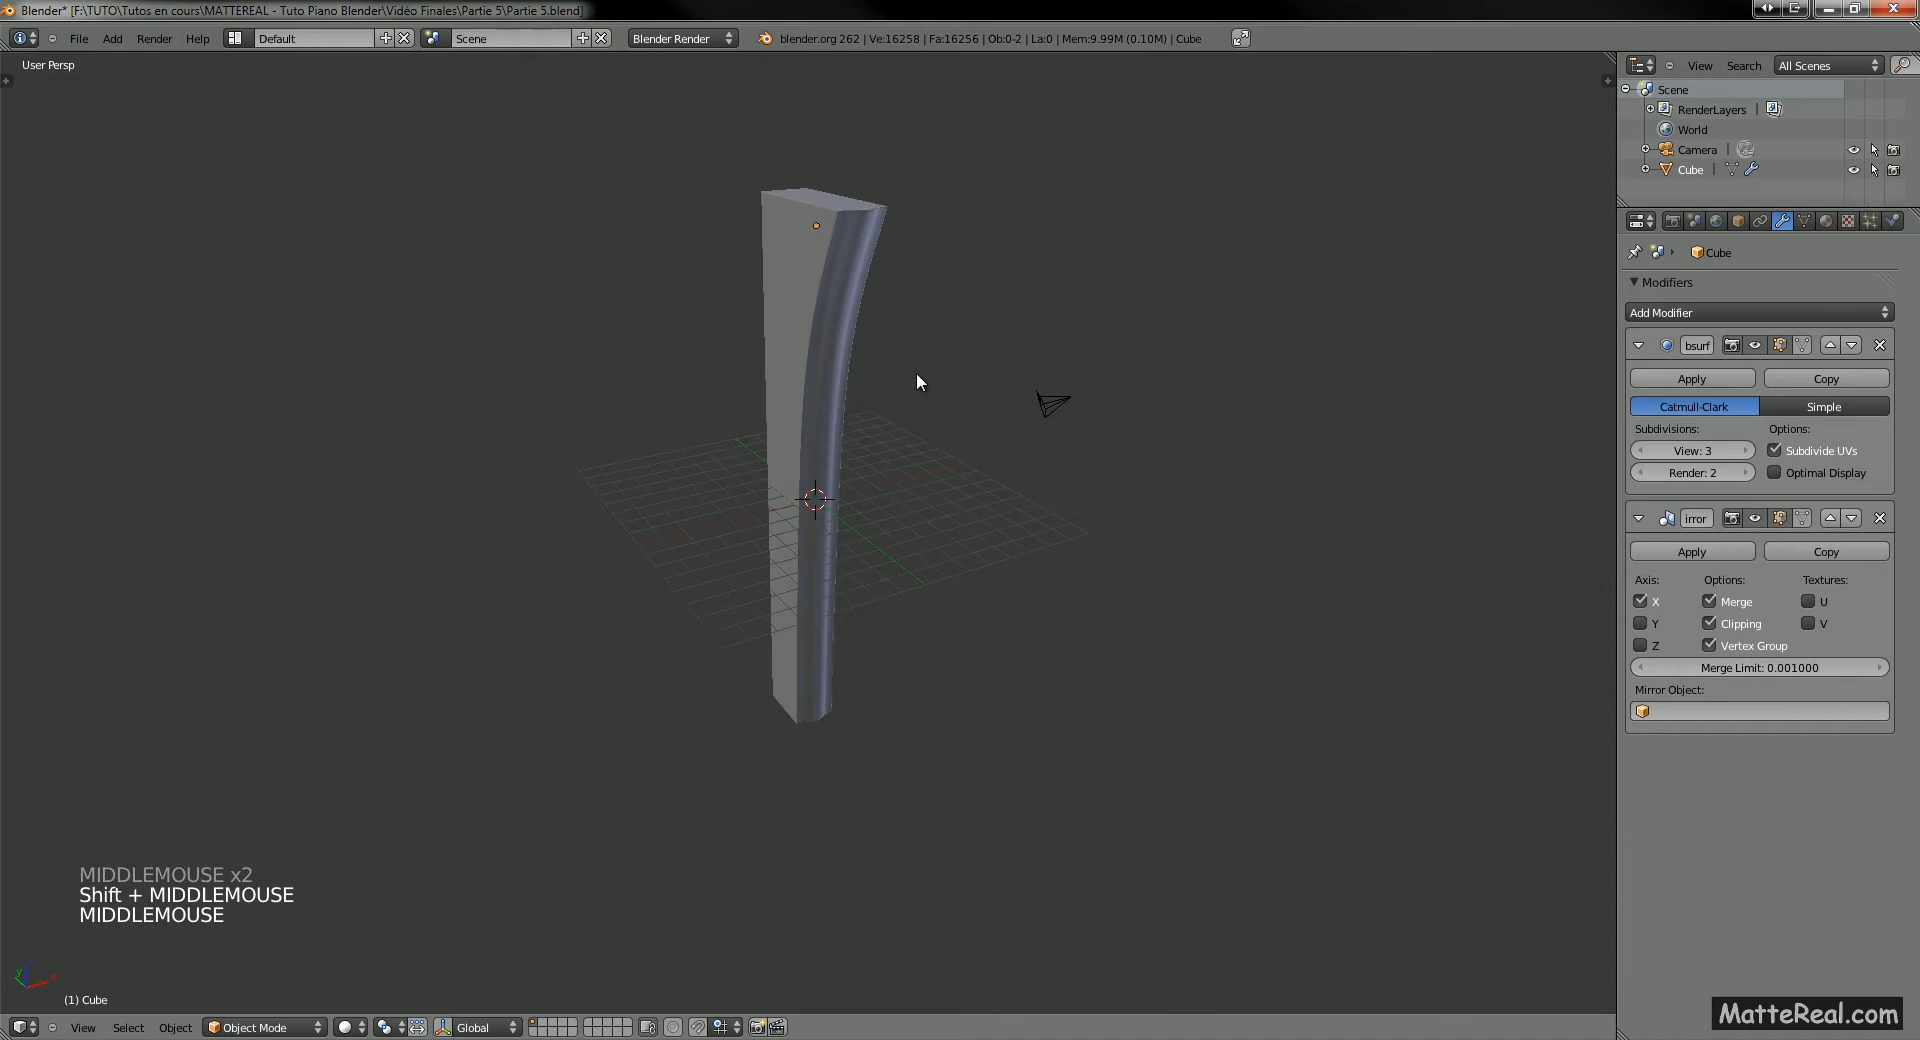 Blender* [F:\TUTO\Tutos en cours\MATTEREAL - Tuto Piano Blender\Vidéo Finales\Partie 5\Partie 5.blend]
File Add Render Help Default Scene Blender Render blender.org 262 | Ve:16258 | Fa:16256 | Ob:0-2 | La:0 | Mem:9.99M (0.10M) | Cube
User Persp
View Search All Scenes
Scene
RenderLayers
World
Camera
Cube
Cube
Modifiers
Add Modifier
bsurf
Apply Copy
Catmull-Clark Simple
Subdivisions: Options:
View: 3 Subdivide UVs
Render: 2 Optimal Display
irror
Apply Copy
Axis: Options: Textures:
X Merge U
Y Clipping V
Z Vertex Group
Merge Limit: 0.001000
Mirror Object:
MIDDLEMOUSE x2
Shift + MIDDLEMOUSE
MIDDLEMOUSE
y x
(1) Cube
View Select Object Object Mode Global
MatteReal.com